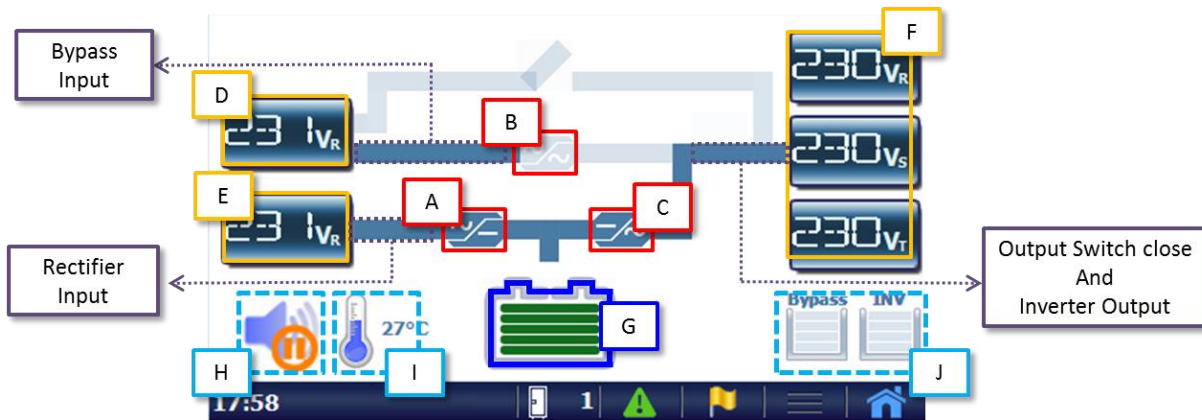 Bypass
Input
D
231VR
B
F
230VR
230VS
230VT
E
231VR
A
C
Rectifier
Input
Output Switch close
And
Inverter Output
H
27°C
I
G
Bypass
INV
J
17:58
1